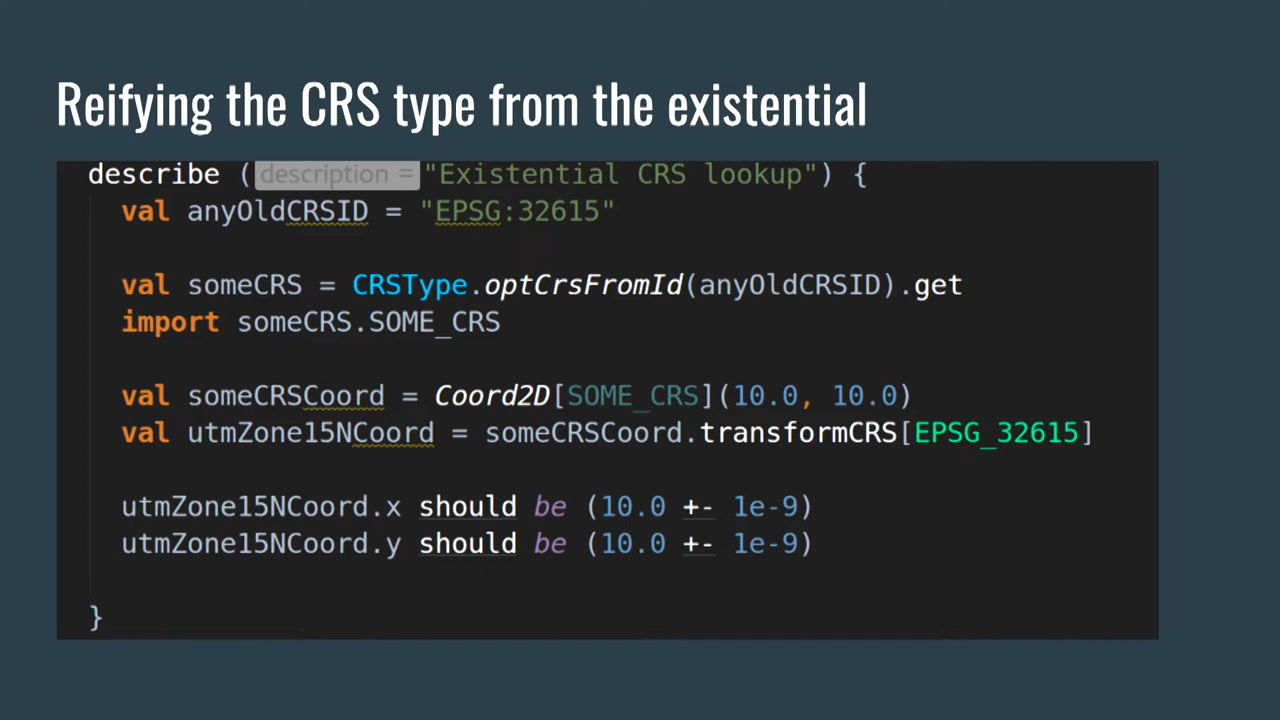 Reifying the CRS type from the existential
describe (description = "Existential CRS lookup") {
val anyOldCRSID = "EPSG:32615"
val someCRS = CRSType.optCrsFromId(anyOldCRSID).get
import someCRS.SOME_CRS
val someCRSCoord = Coord2D[SOME_CRS](10.0, 10.0)
val utmZone15NCoord = someCRSCoord.transformCRS[EPSG_32615]
utmZone15NCoord.x should be (10.0 +- 1e-9)
utmZone15NCoord.y should be (10.0 +- 1e-9)
}